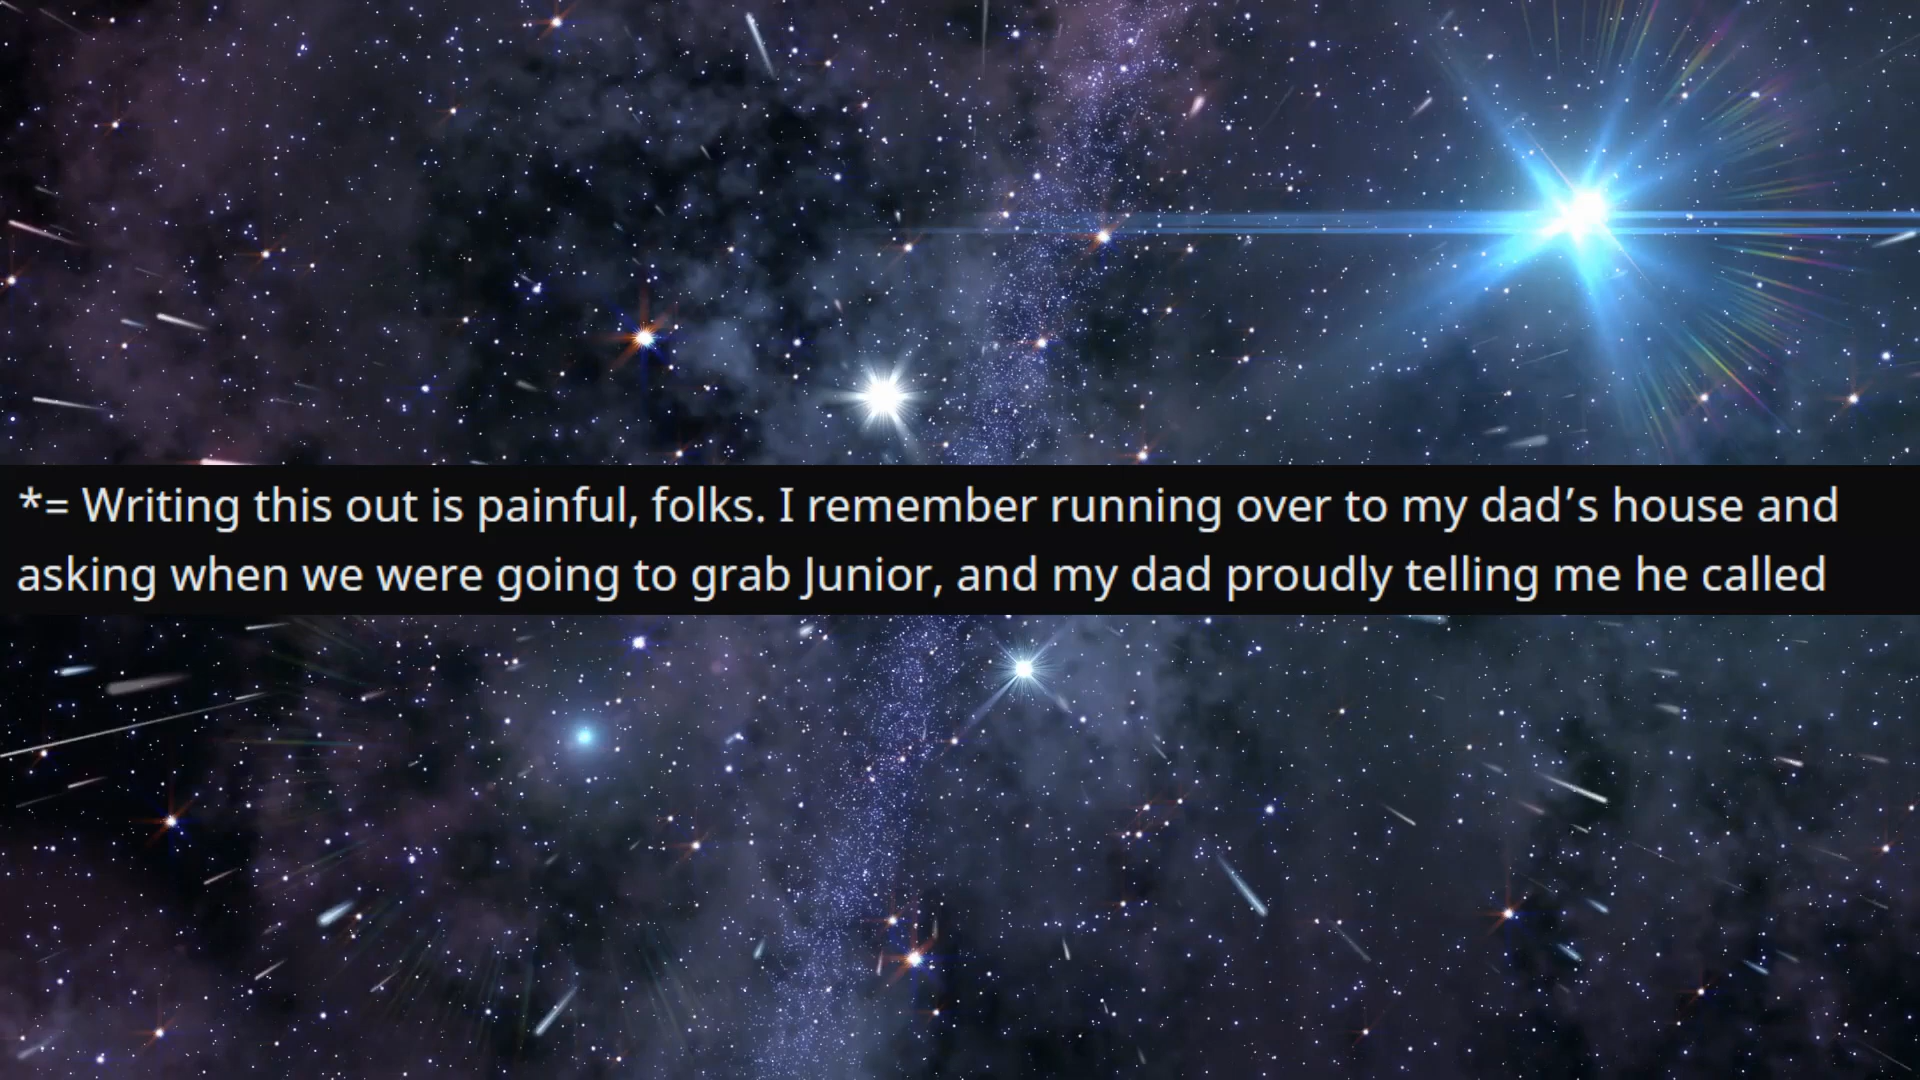 *= Writing this out is painful, folks. I remember running over to my dad’s house and
asking when we were going to grab Junior, and my dad proudly telling me he called